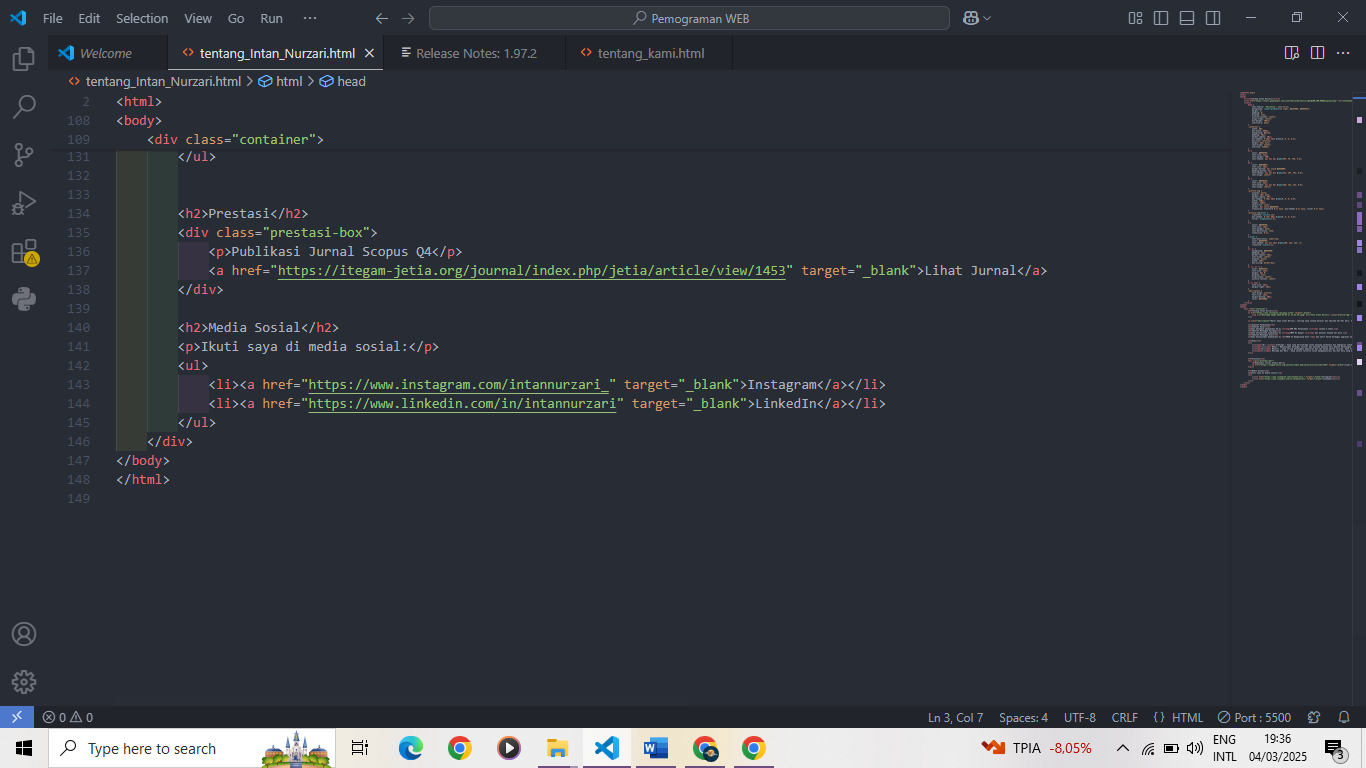 File Edit Selection View Go Run ··· Pemograman WEB
Welcome tentang_Intan_Nurzari.html Release Notes: 1.97.2 tentang_kami.html
tentang_Intan_Nurzari.html > html > head
2 <html>
108 <body>
109 <div class="container">
131 </ul>
132
133
134 <h2>Prestasi</h2>
135 <div class="prestasi-box">
136 <p>Publikasi Jurnal Scopus Q4</p>
137 <a href="https://itegam-jetia.org/journal/index.php/jetia/article/view/1453" target="_blank">Lihat Jurnal</a>
138 </div>
139
140 <h2>Media Sosial</h2>
141 <p>Ikuti saya di media sosial:</p>
142 <ul>
143 <li><a href="https://www.instagram.com/intannurzari_" target="_blank">Instagram</a></li>
144 <li><a href="https://www.linkedin.com/in/intannurzari" target="_blank">LinkedIn</a></li>
145 </ul>
146 </div>
147 </body>
148 </html>
149
0 0 Ln 3, Col 7 Spaces: 4 UTF-8 CRLF {} HTML Port : 5500
Type here to search TPIA -8.05% ENG 19:36
INTL 04/03/2025 3